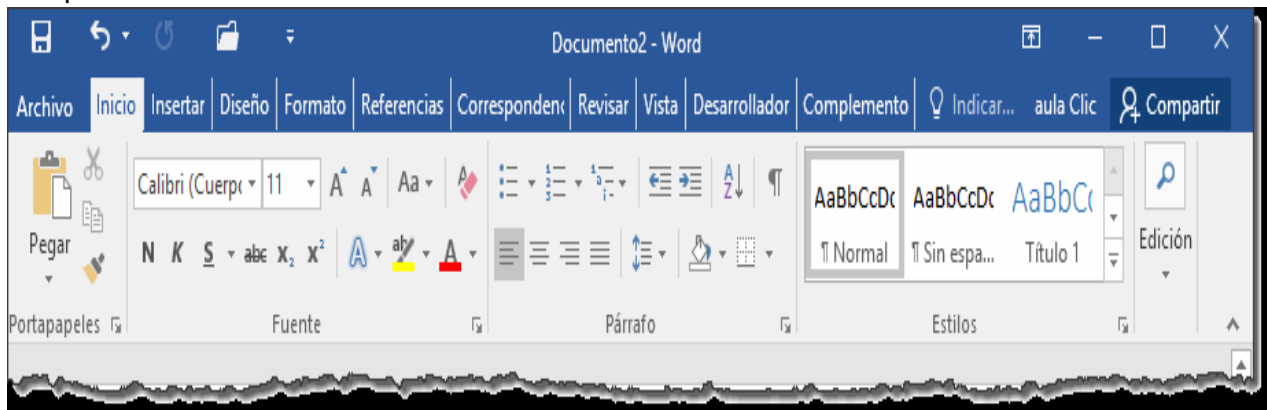 Documento2 - Word
Archivo Inicio Insertar Diseño Formato Referencias Correspondenc Revisar Vista Desarrollador Complemento Indicar... aula Clic Compartir
Calibri (Cuerpo 11 A A Aa AaBbCcDc AaBbCcDc AaBbCc
Pegar N K S abc X₂ X² A aby A ¶ Normal ¶ Sin espa... Título 1 Edición
Portapapeles Fuente Párrafo Estilos